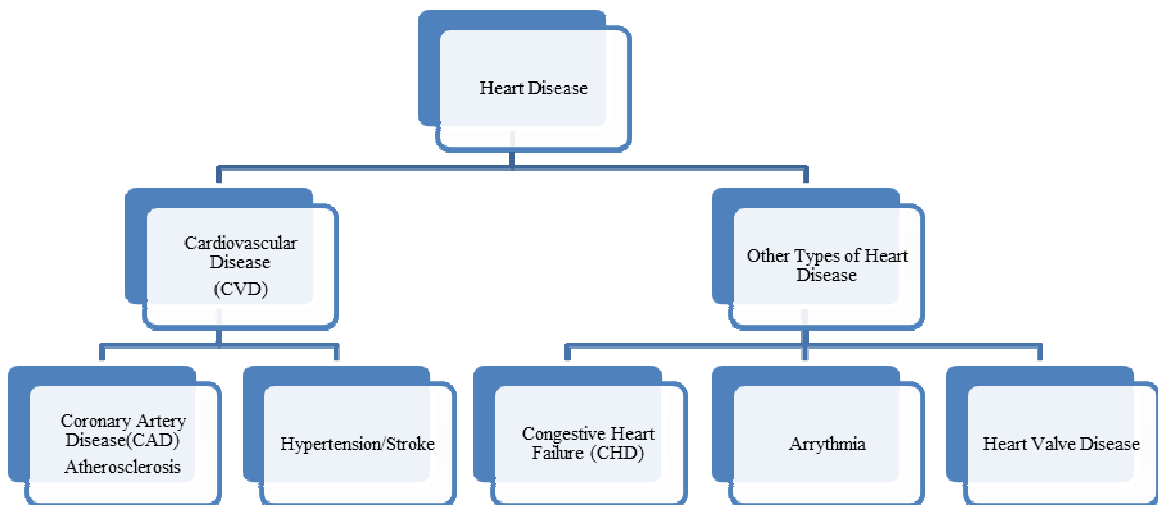 Heart Disease
Cardiovascular
Disease
(CVD)
Other Types of Heart
Disease
Coronary Artery
Disease(CAD)
Atherosclerosis
Hypertension/Stroke
Congestive Heart
Failure (CHD)
Arrythmia
Heart Valve Disease